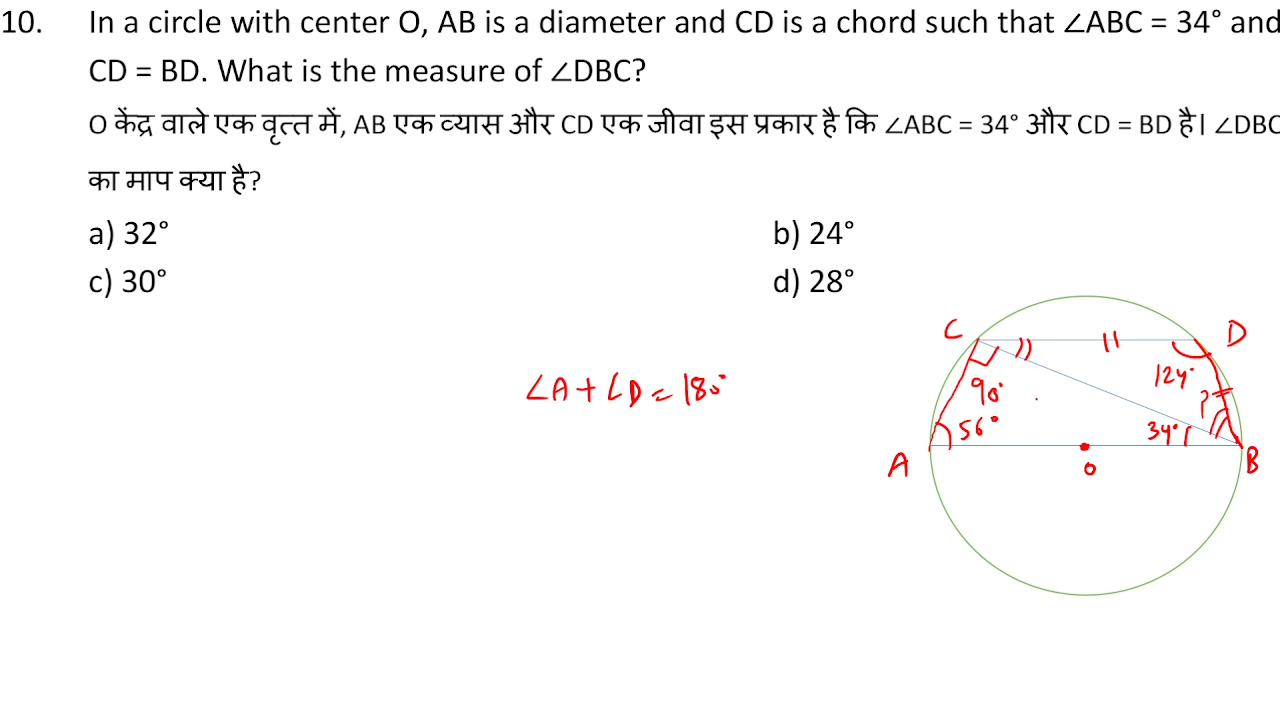 10. In a circle with center O, AB is a diameter and CD is a chord such that ∠ABC = 34° and
CD = BD. What is the measure of ∠DBC?
O केंद्र वाले एक वृत्त में, AB एक व्यास और CD एक जीवा इस प्रकार है कि ∠ABC = 34° और CD = BD है। ∠DBC
का माप क्या है?
a) 32° b) 24°
c) 30° d) 28°
C D
∠A + ∠D = 180°
90° 124° ?
56° 34°
A O B